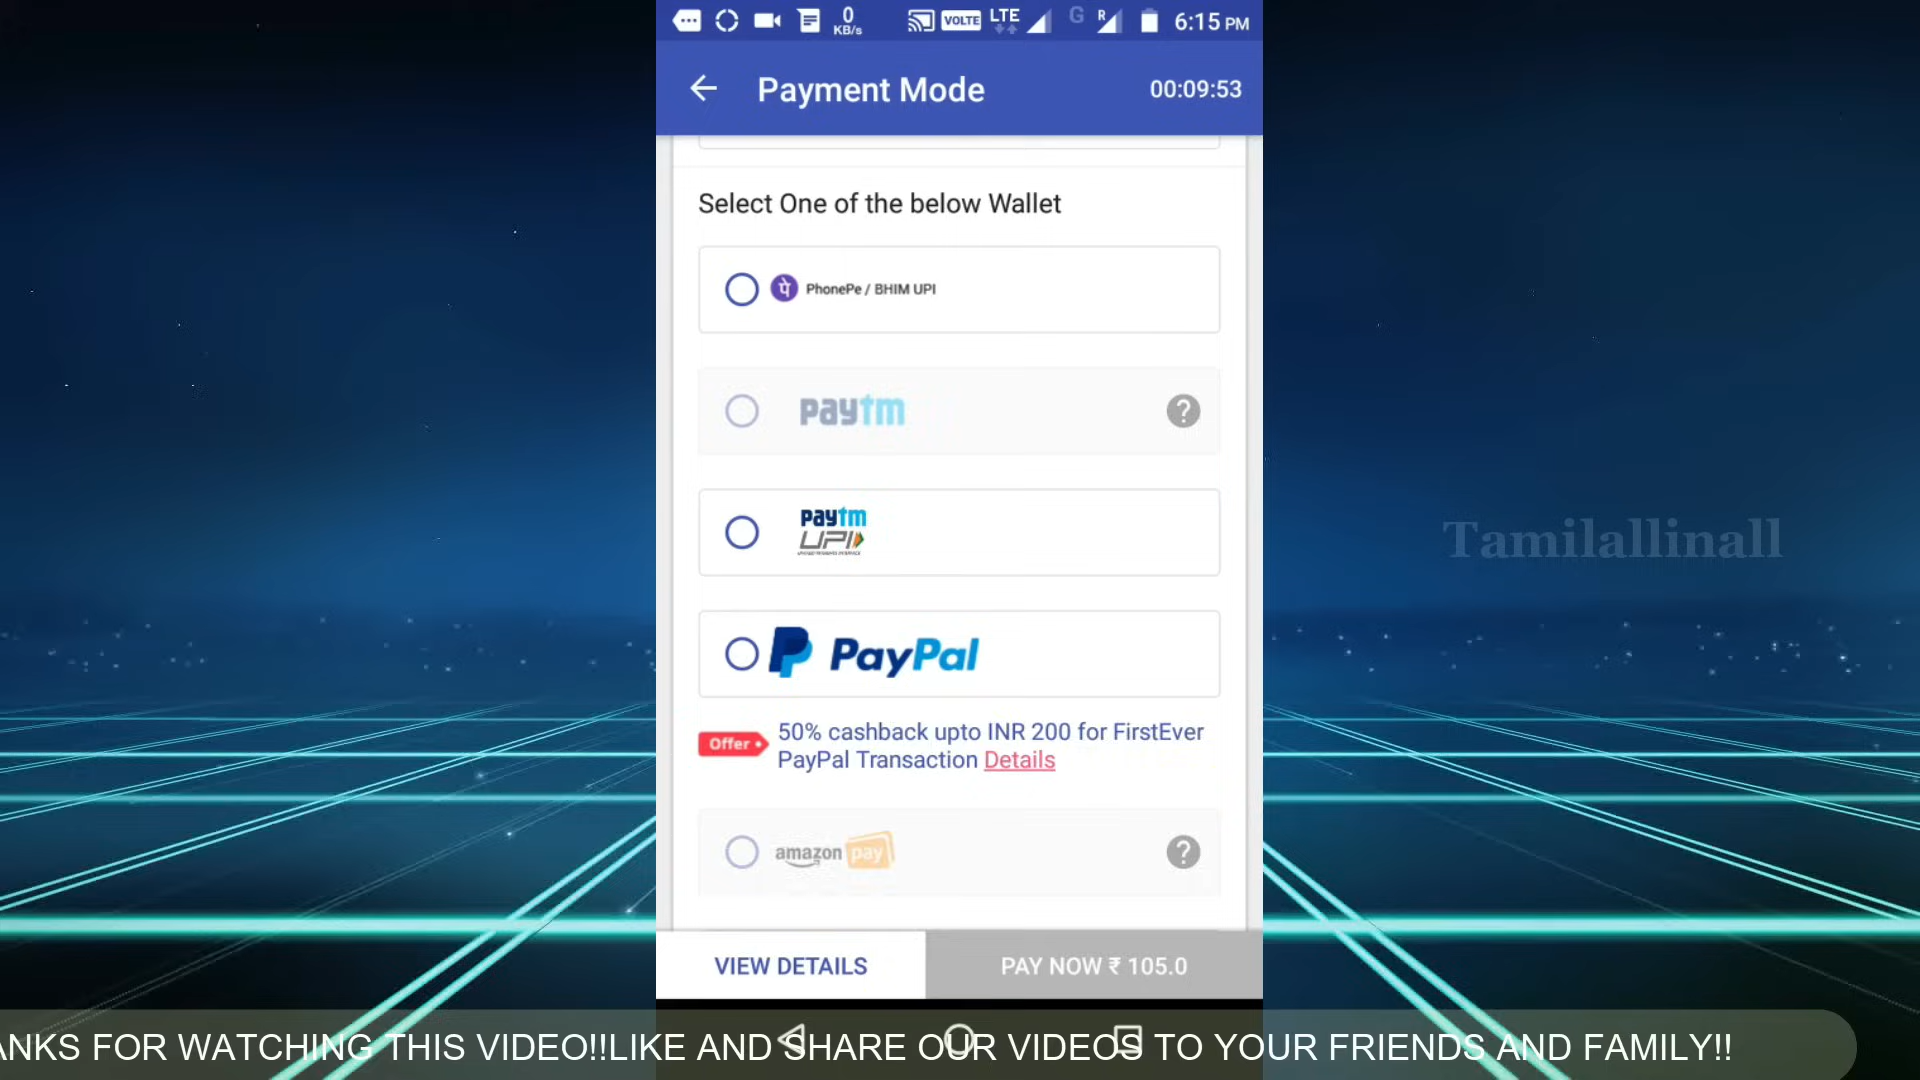 0
KB/s
VOLTE
LTE
G
R
6:15 PM
Payment Mode
00:09:53
Select One of the below Wallet
पे PhonePe / BHIM UPI
paytm ?
paytm
UPI
PayPal
Offer
50% cashback upto INR 200 for FirstEver
PayPal Transaction Details
amazon pay ?
VIEW DETAILS
PAY NOW ₹ 105.0
Tamilallinall
ANKS FOR WATCHING THIS VIDEO!!LIKE AND SHARE OUR VIDEOS TO YOUR FRIENDS AND FAMILY!!